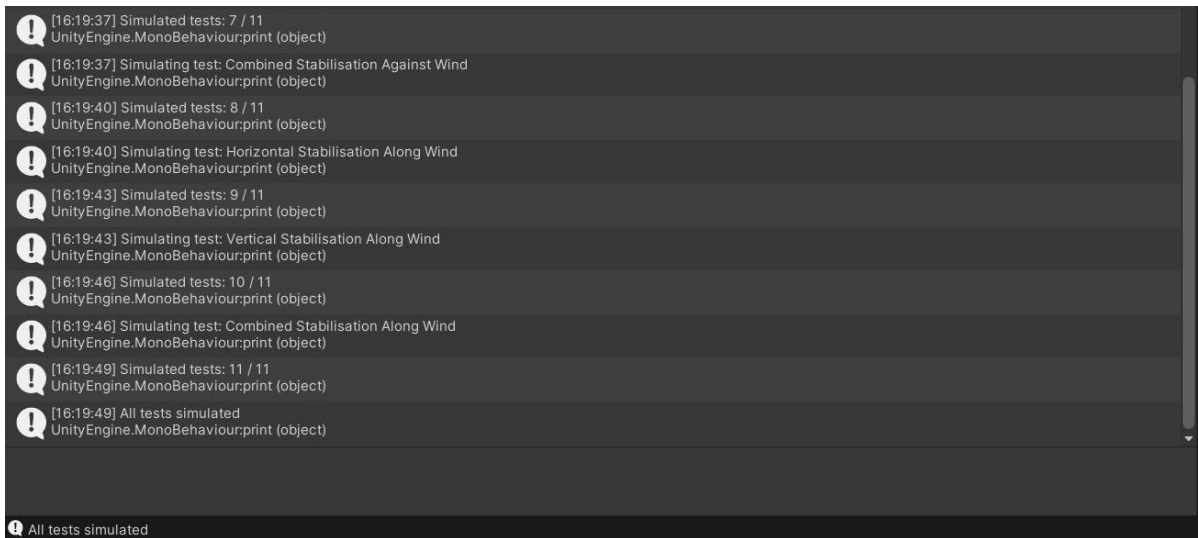 [16:19:37] Simulated tests: 7 / 11
UnityEngine.MonoBehaviour:print (object)
[16:19:37] Simulating test: Combined Stabilisation Against Wind
UnityEngine.MonoBehaviour:print (object)
[16:19:40] Simulated tests: 8 / 11
UnityEngine.MonoBehaviour:print (object)
[16:19:40] Simulating test: Horizontal Stabilisation Along Wind
UnityEngine.MonoBehaviour:print (object)
[16:19:43] Simulated tests: 9 / 11
UnityEngine.MonoBehaviour:print (object)
[16:19:43] Simulating test: Vertical Stabilisation Along Wind
UnityEngine.MonoBehaviour:print (object)
[16:19:46] Simulated tests: 10 / 11
UnityEngine.MonoBehaviour:print (object)
[16:19:46] Simulating test: Combined Stabilisation Along Wind
UnityEngine.MonoBehaviour:print (object)
[16:19:49] Simulated tests: 11 / 11
UnityEngine.MonoBehaviour:print (object)
[16:19:49] All tests simulated
UnityEngine.MonoBehaviour:print (object)
All tests simulated